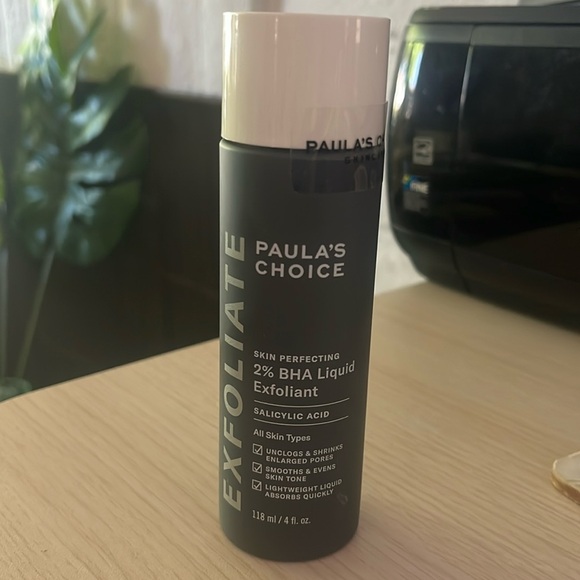 PAULA'S C
SKINC
EXFOLIATE
PAULA'S
CHOICE
SKIN PERFECTING
2% BHA Liquid
Exfoliant
SALICYLIC ACID
All Skin Types
UNCLOGS & SHRINKS
ENLARGED PORES
SMOOTHS & EVENS
SKIN TONE
LIGHTWEIGHT LIQUID
ABSORBS QUICKLY
118 ml / 4 fl. oz.